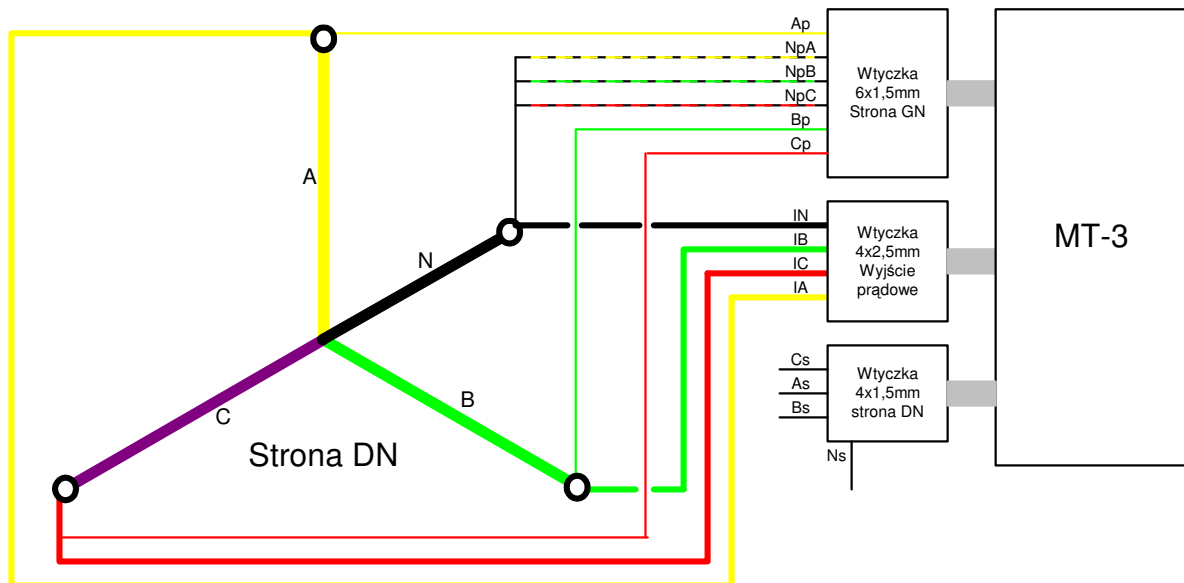 Ap
NpA
NpB
NpC
Bp
Cp
Wtyczka
6x1,5mm
Strona GN
MT-3
A
N
C
B
Strona DN
IN
IB
IC
IA
Wtyczka
4x2,5mm
Wyjście
prądowe
Cs
As
Bs
Ns
Wtyczka
4x1,5mm
strona DN